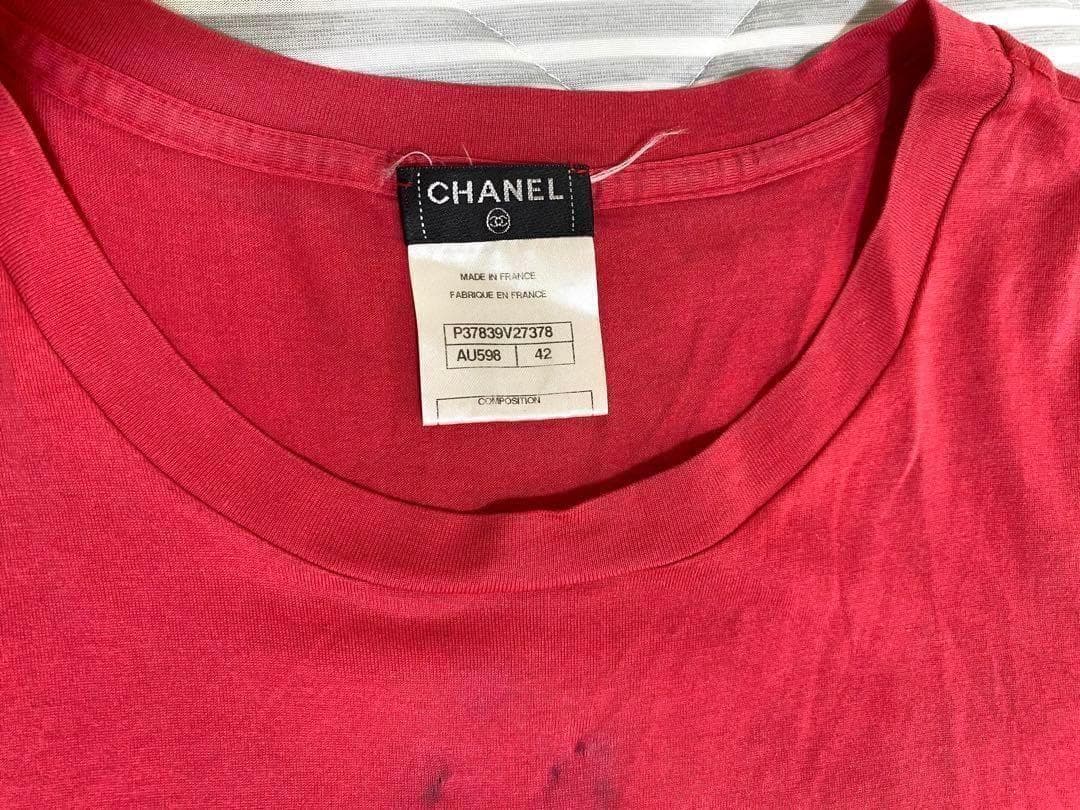 CHANEL
MADE IN FRANCE
FABRIQUE EN FRANCE
P37839V27378
AU598 42
COMPOSITION